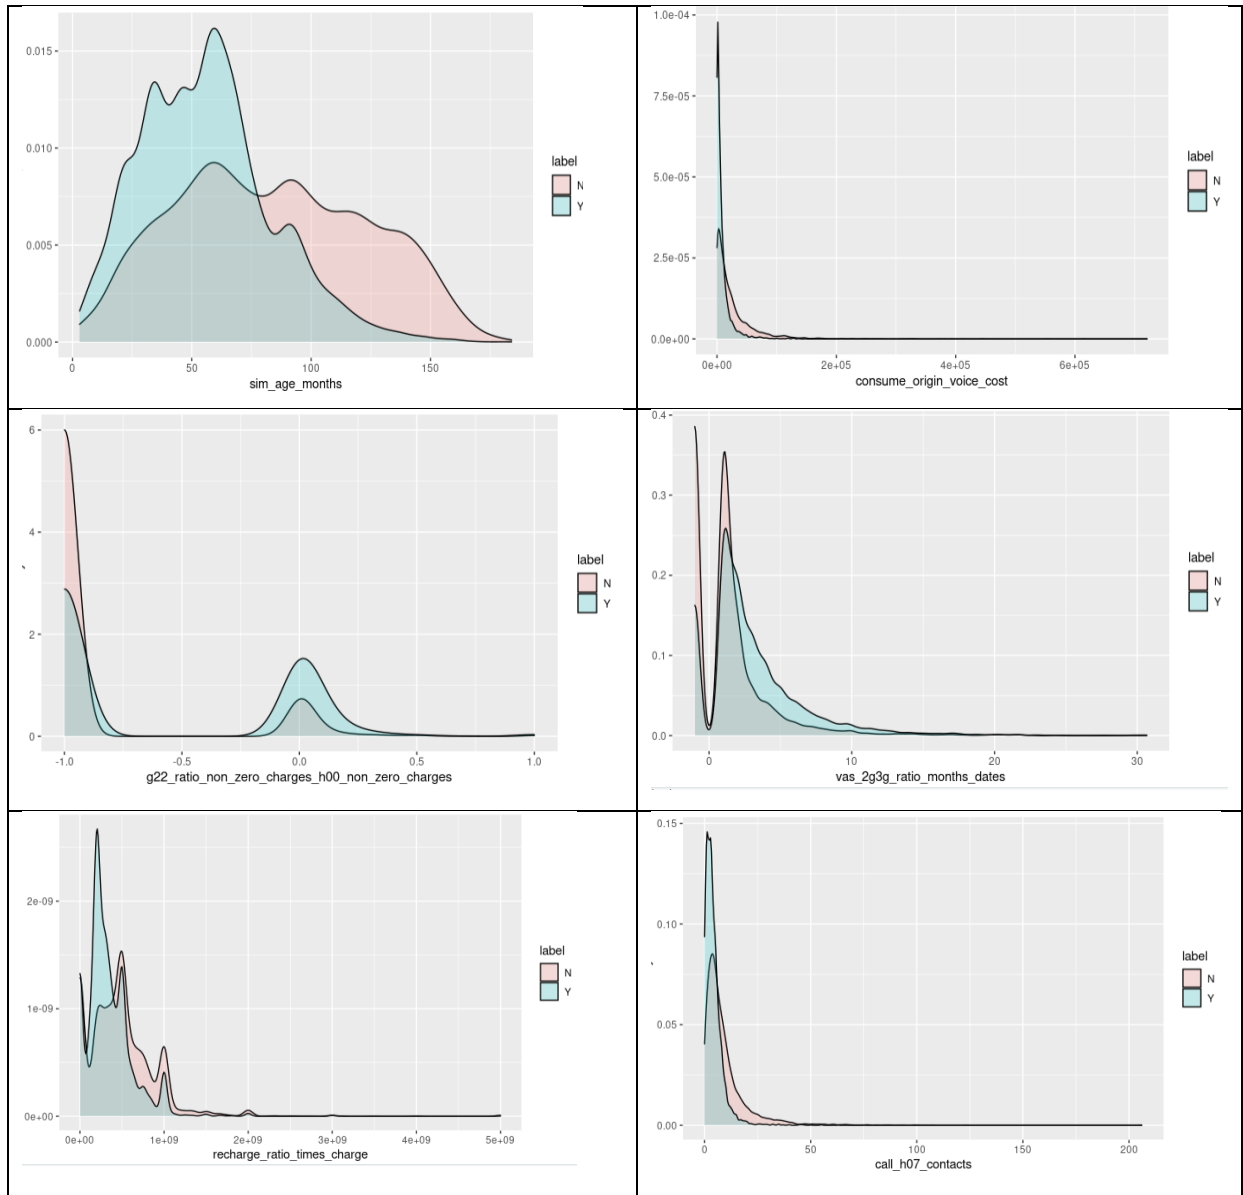 0.015
0.010
0.005
0.000
0
50
100
150
sim_age_months
label
N
Y
1.0e-04
7.5e-05
5.0e-05
2.5e-05
0.0e+00
0e+00
2e+05
4e+05
6e+05
consume_origin_voice_cost
label
N
Y
6
4
2
0
-1.0
-0.5
0.0
0.5
1.0
g22_ratio_non_zero_charges_h00_non_zero_charges
label
N
Y
0.4
0.3
0.2
0.1
0.0
0
10
20
30
vas_2g3g_ratio_months_dates
label
N
Y
2e-09
1e-09
0e+00
0e+00
1e+09
2e+09
3e+09
4e+09
5e+09
recharge_ratio_times_charge
label
N
Y
0.15
0.10
0.05
0.00
0
50
100
150
200
call_h07_contacts
label
N
Y